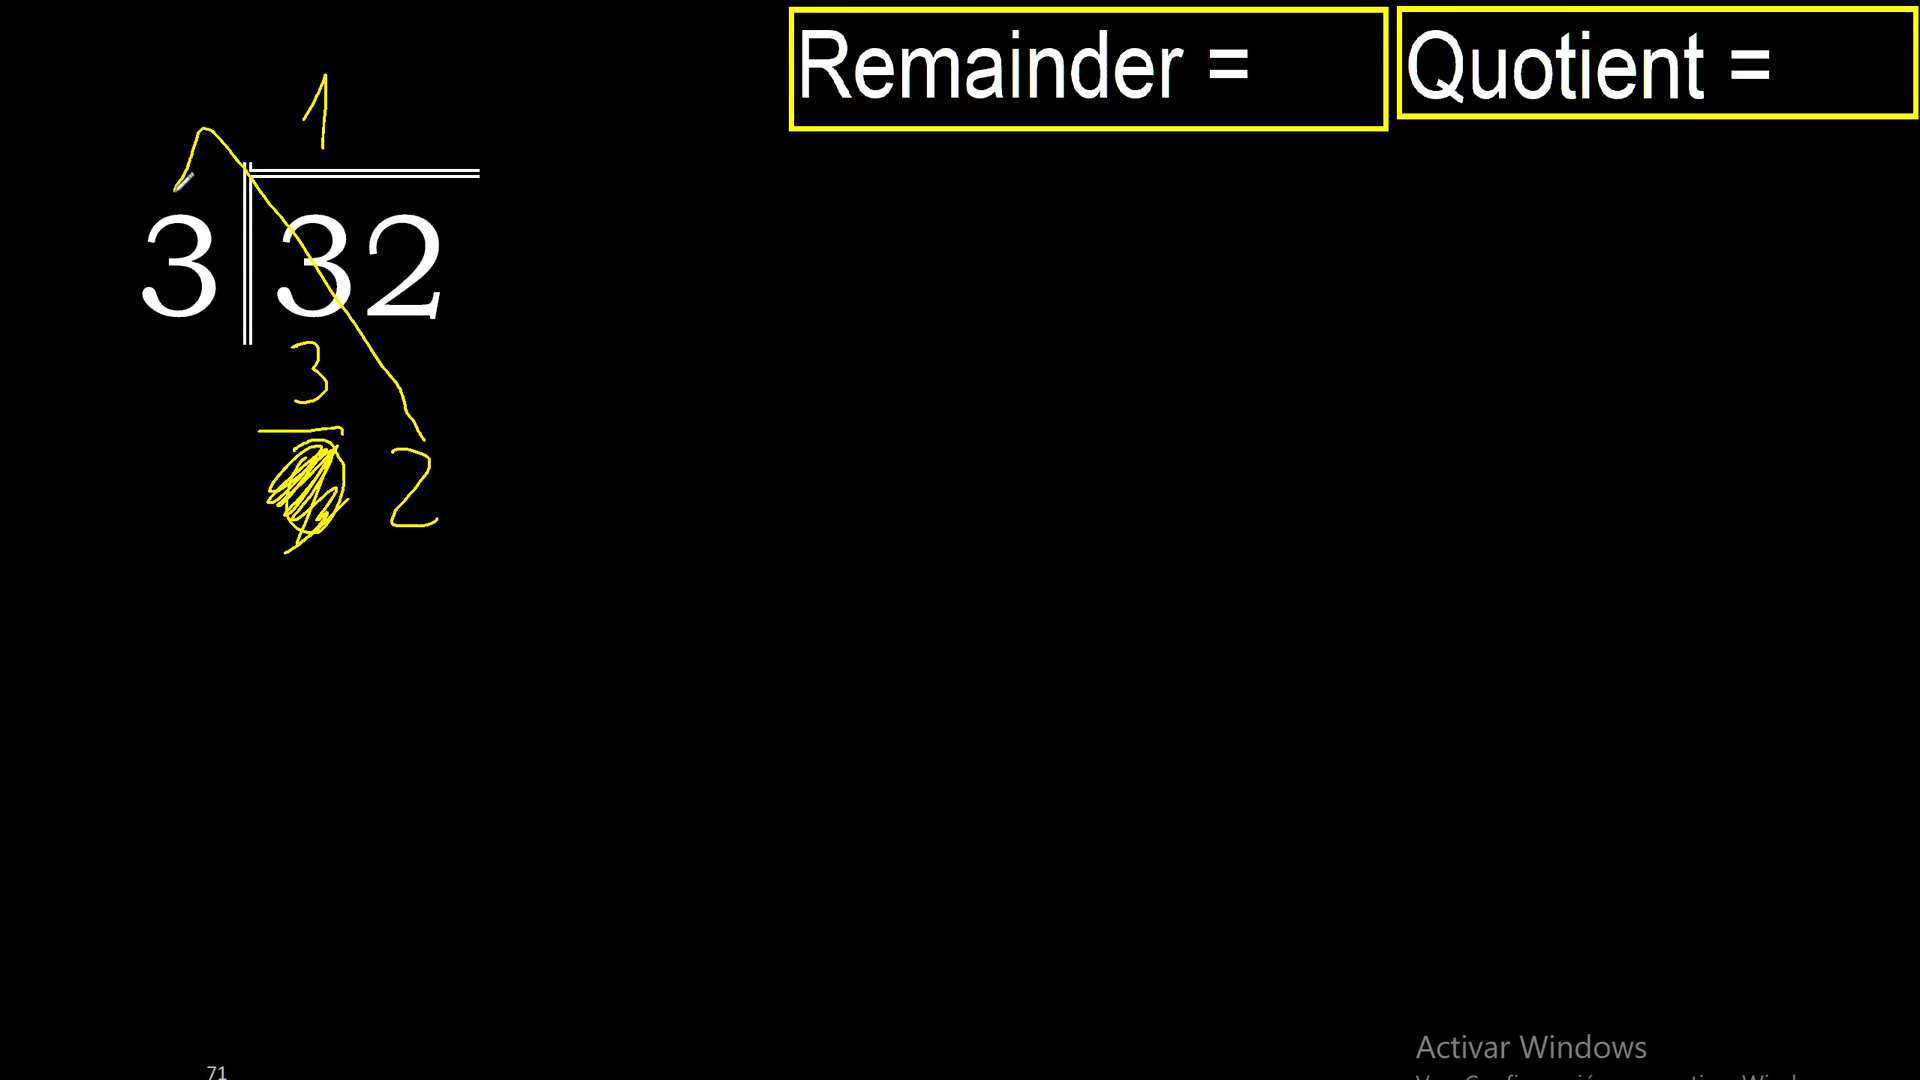 Remainder = Quotient =
1
3 32
3
2
Activar Windows
71